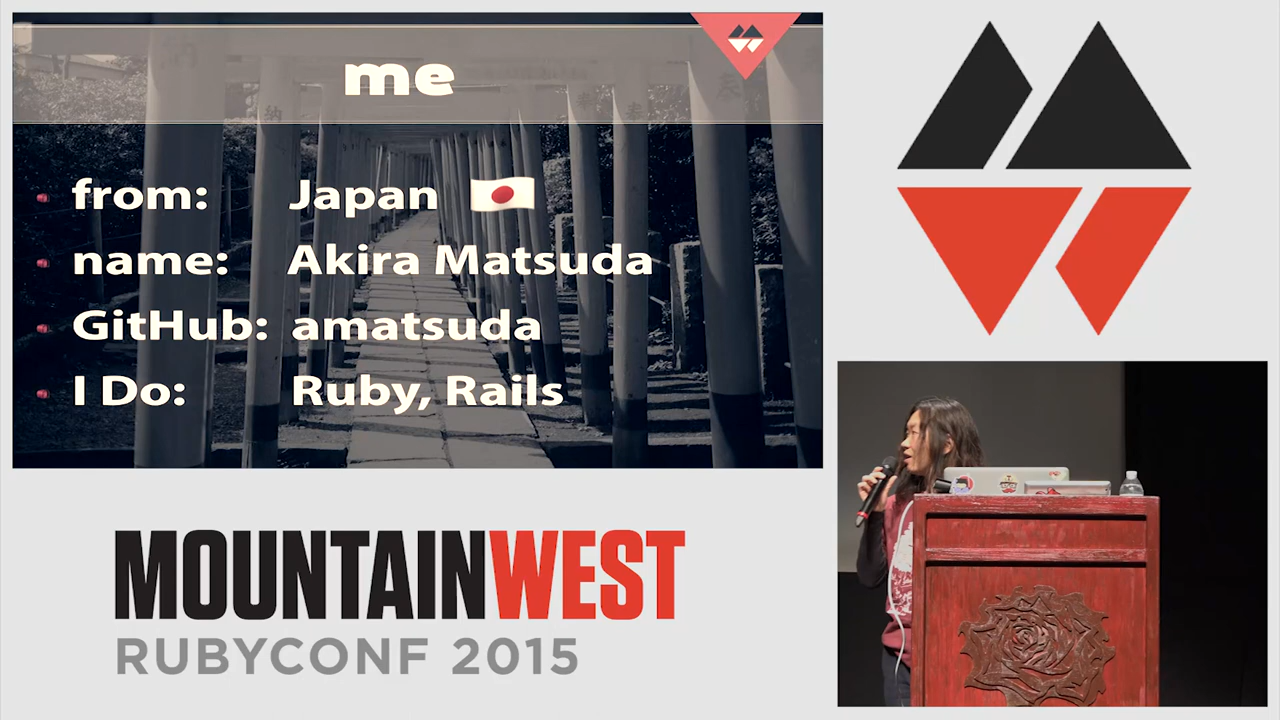 me
from: Japan
name: Akira Matsuda
GitHub: amatsuda
I Do: Ruby, Rails
MOUNTAINWEST
RUBYCONF 2015